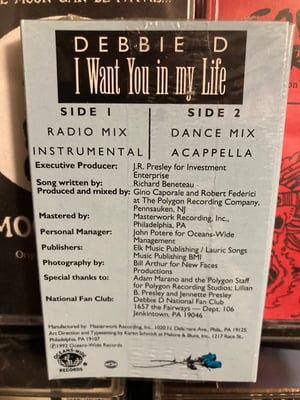 DEBBIE D
I Want You in my Life
SIDE 1
RADIO MIX
INSTRUMENTAL
SIDE 2
DANCE MIX
ACAPPELLA
Executive Producer: J.R. Presley for Investment
Enterprise
Song written by: Richard Beneteau
Produced and mixed by: Gino Caporale and Robert Federici
at The Polygon Recording Company,
Pennsauken, NJ
Mastered by: Masterwork Recording, Inc.,
Philadelphia, PA
Personal Manager: John Potere for Oceans-Wide
Management
Publishers: Elk Music Publishing / Lauric Songs
Music Publishing BMI
Photography by: Bill Arthur for New Faces
Productions
Special thanks to: Adam Marano and the Polygon Staff
for Polygon Recording Studios; Lillian
B. Presley and Jennette Presley
National Fan Club: Debbie D National Fan Club
1657 the Fairways — Dept. 106
Jenkintown, PA 19046
Manufactured by: Masterwork Recording, Inc., 1020 N. Delaware Ave., Phila., PA 19125
Art Direction and Typesetting by Karen Schmidt at Malone & Blunt, Inc., 1217 Race St.,
Philadelphia, PA 19107
©1992 Oceans-Wide Records
OCEANS-WIDE
RECORDS